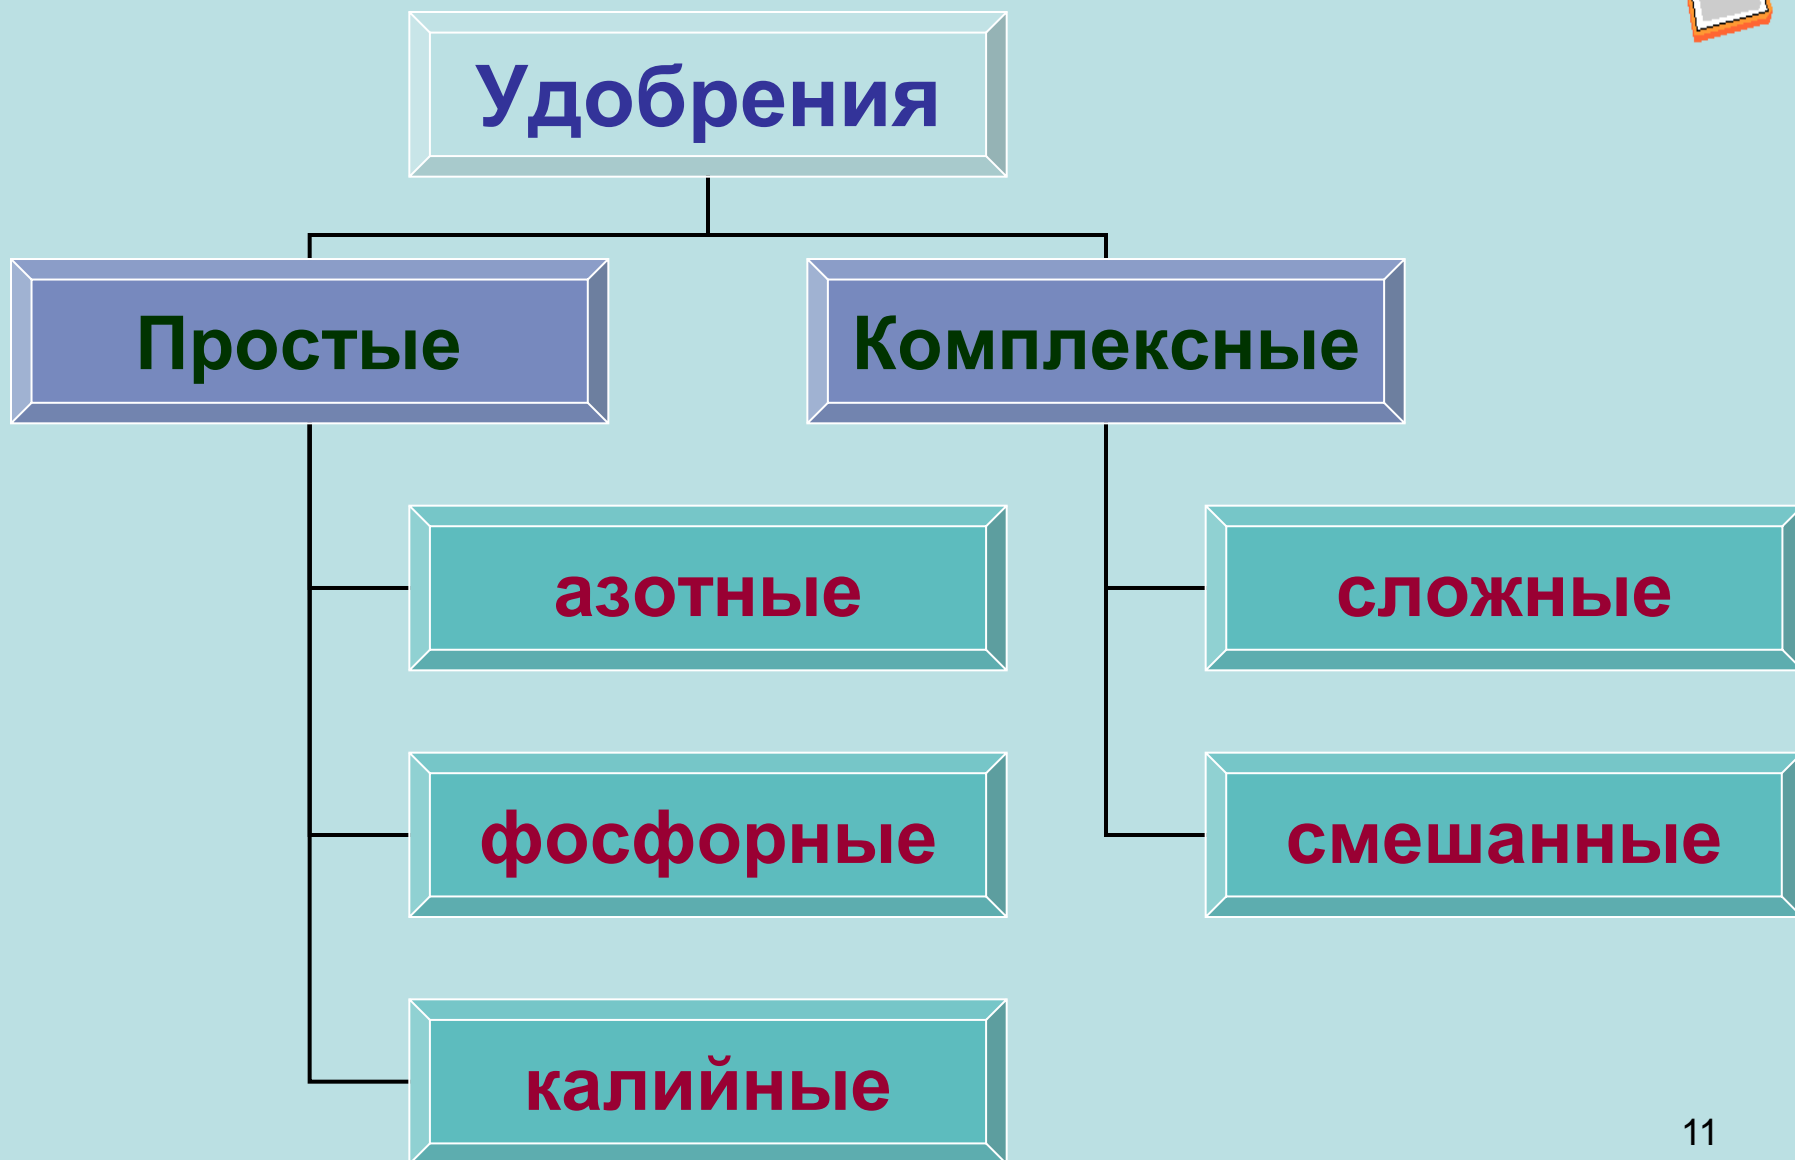 Удобрения
Простые
Комплексные
азотные
сложные
фосфорные
смешанные
калийные
11